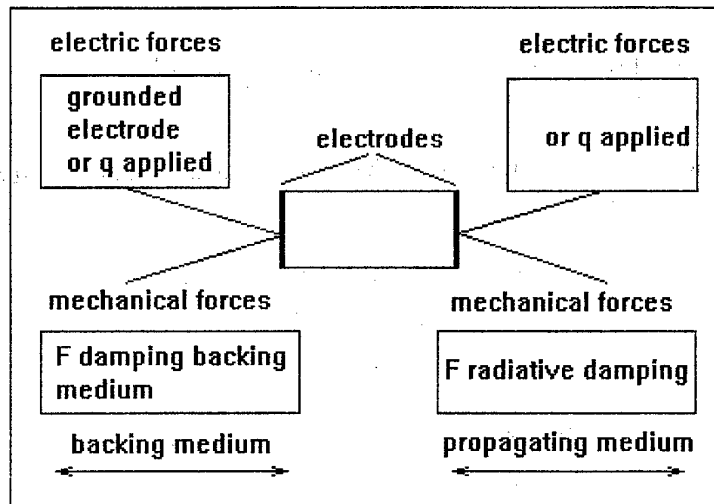 electric forces
electric forces
grounded
electrode
or q applied
electrodes
or q applied
mechanical forces
mechanical forces
F damping backing
medium
F radiative damping
backing medium
propagating medium